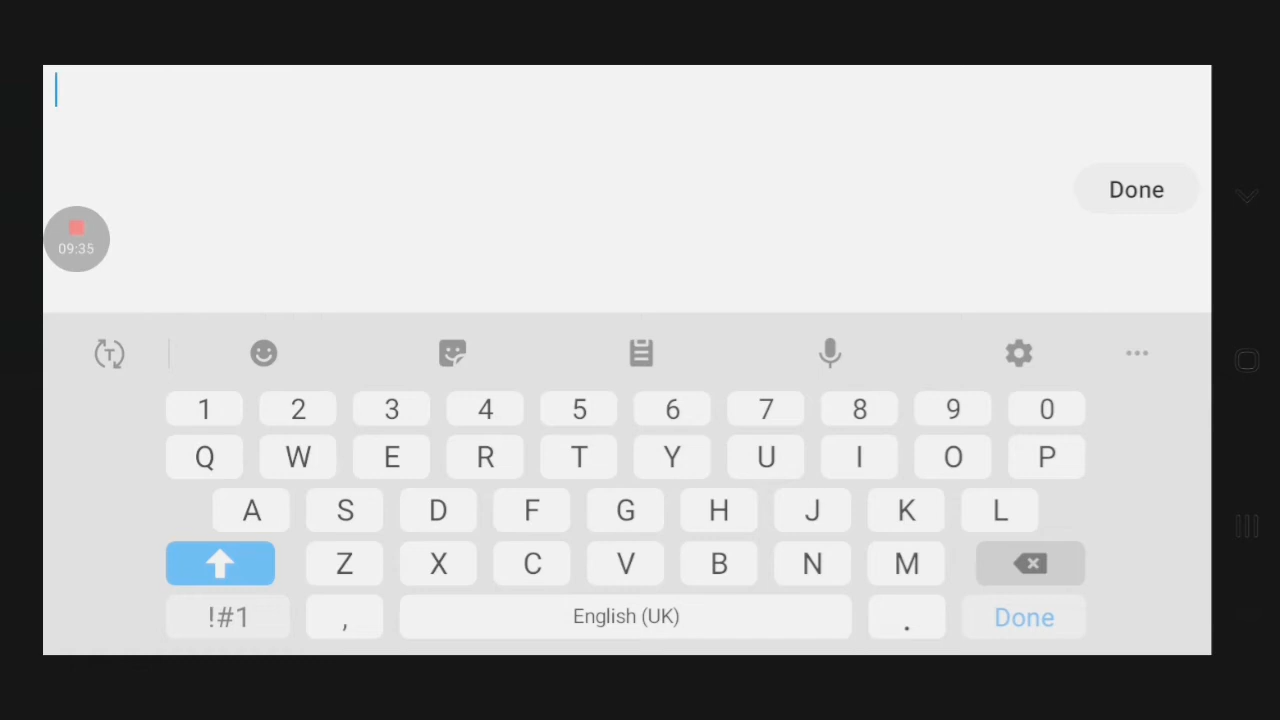 Done
09:35
1 2 3 4 5 6 7 8 9 0
Q W E R T Y U I O P
A S D F G H J K L
Z X C V B N M
!#1 , English (UK) . Done